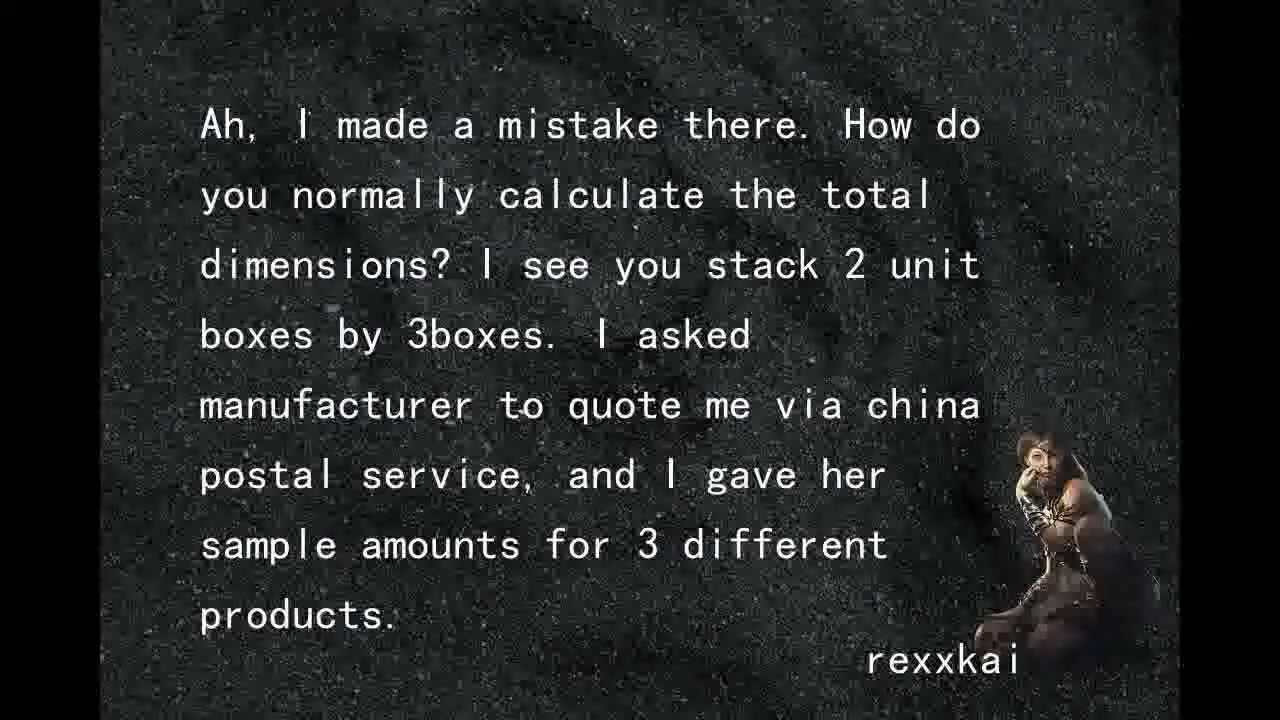 Ah, I made a mistake there. How do
you normally calculate the total
dimensions? I see you stack 2 unit
boxes by 3boxes. I asked
manufacturer to quote me via china
postal service, and I gave her
sample amounts for 3 different
products.
rexxkai